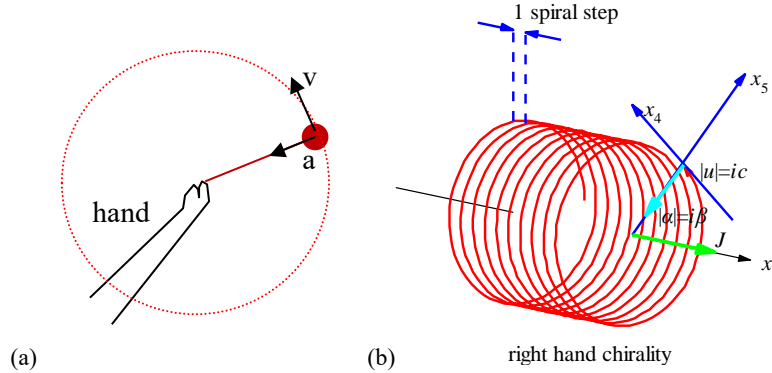 v
a
hand
(a)
1 spiral step
x₅
x₄
|u|=ic
|α|=iβ
J
x
(b)
right hand chirality